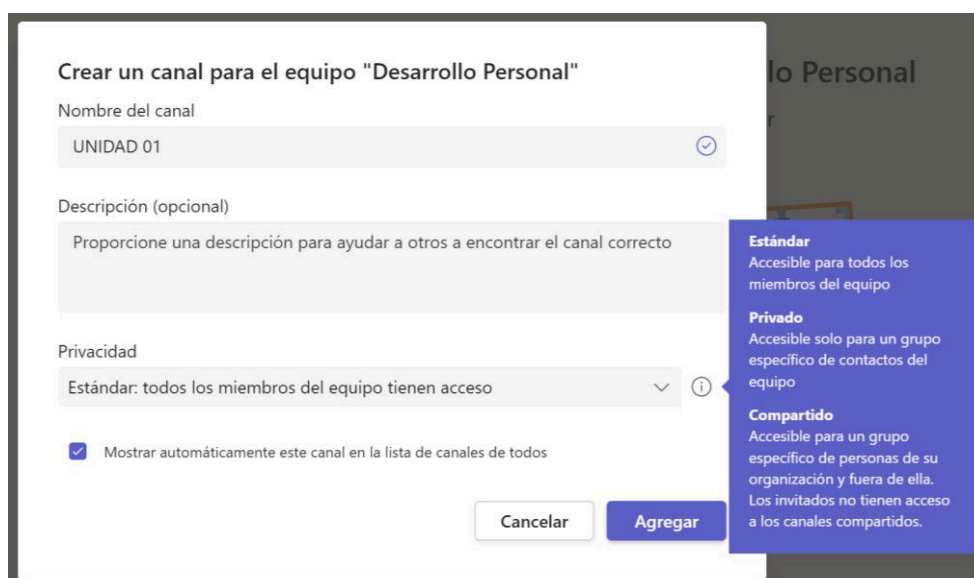 Crear un canal para el equipo "Desarrollo Personal"
lo Personal
Nombre del canal
r
UNIDAD 01
Descripción (opcional)
Proporcione una descripción para ayudar a otros a encontrar el canal correcto
Privacidad
Estándar: todos los miembros del equipo tienen acceso
Mostrar automáticamente este canal en la lista de canales de todos
Cancelar
Agregar
Estándar
Accesible para todos los
miembros del equipo
Privado
Accesible solo para un grupo
específico de contactos del
equipo
Compartido
Accesible para un grupo
específico de personas de su
organización y fuera de ella.
Los invitados no tienen acceso
a los canales compartidos.